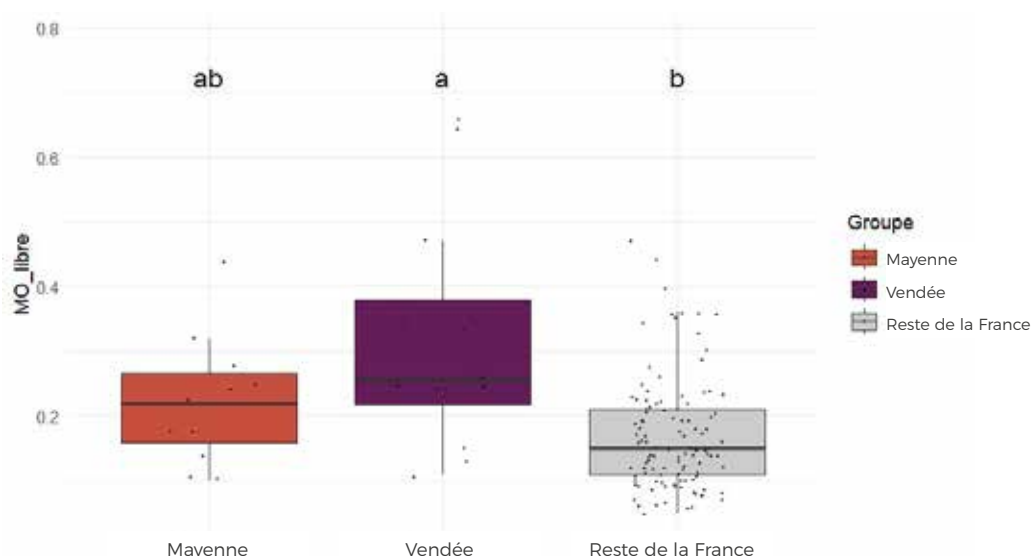 0.8
ab
a
b
0.6
MO_libre
0.4
0.2
Groupe
Mayenne
Vendée
Reste de la France
Mayenne
Vendée
Reste de la France